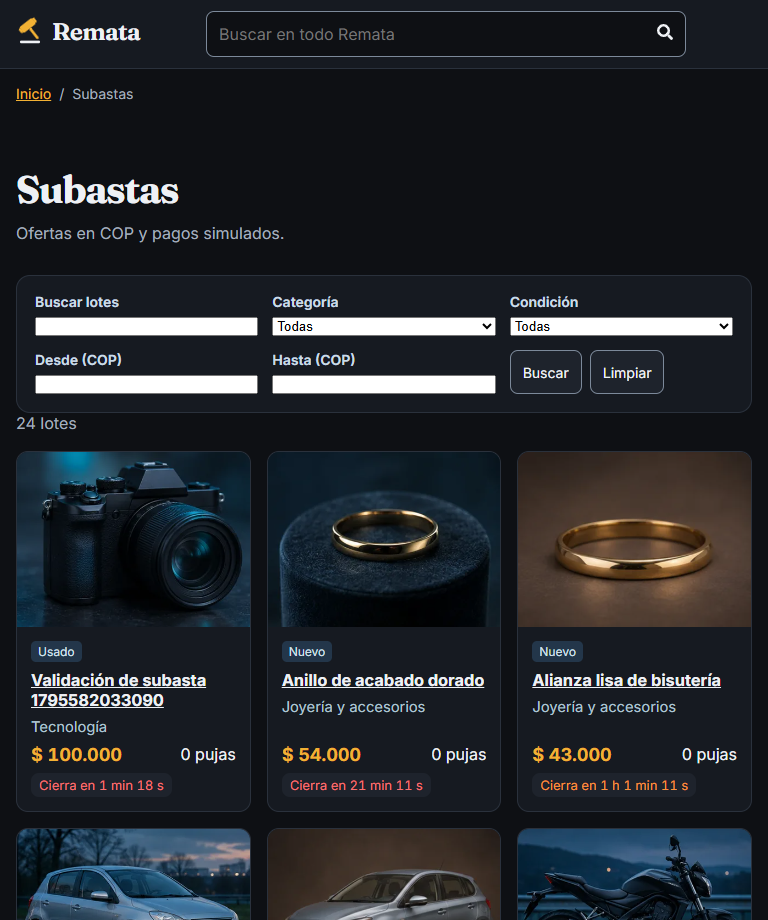 Remata
Buscar en todo Remata
Inicio / Subastas
Subastas
Ofertas en COP y pagos simulados.
Buscar lotes
Categoría
Condición
Todas
Todas
Desde (COP)
Hasta (COP)
Buscar
Limpiar
24 lotes
Usado
Validación de subasta
1795582033090
Tecnología
$ 100.000
0 pujas
Cierra en 1 min 18 s
Nuevo
Anillo de acabado dorado
Joyería y accesorios
$ 54.000
0 pujas
Cierra en 21 min 11 s
Nuevo
Alianza lisa de bisutería
Joyería y accesorios
$ 43.000
0 pujas
Cierra en 1 h 1 min 11 s